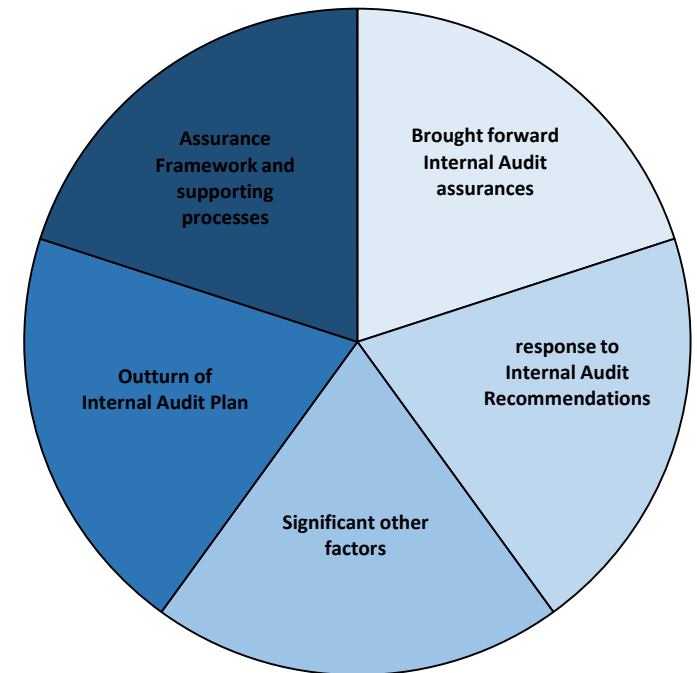 Assurance
Framework and
supporting
processes
Brought forward
Internal Audit
assurances
response to
Internal Audit
Recommendations
Outturn of
Internal Audit Plan
Significant other
factors